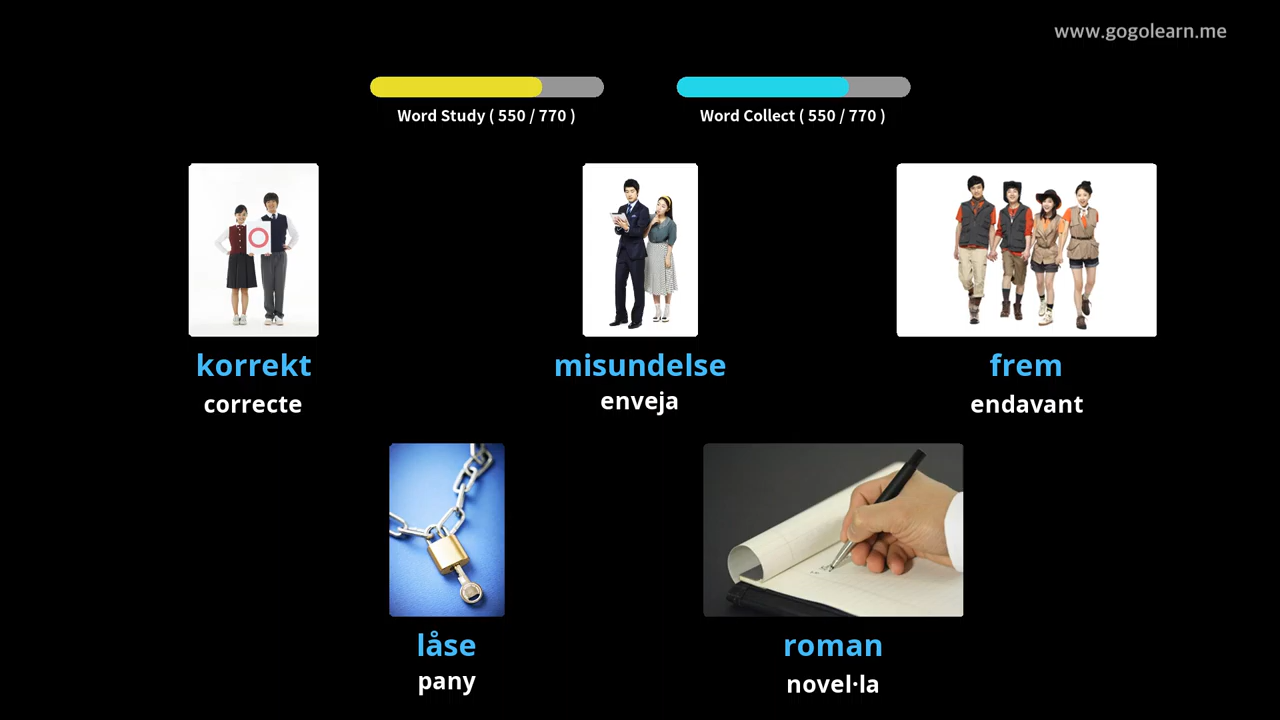 www.gogolearn.me
Word Study ( 550 / 770 )
Word Collect ( 550 / 770 )
korrekt
correcte
misundelse
enveja
frem
endavant
låse
pany
roman
novel·la